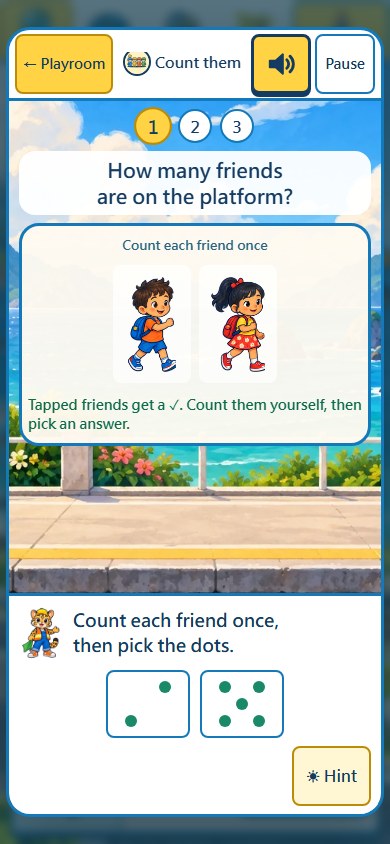 ← Playroom
Count them
Pause
1 2 3
How many friends
are on the platform?
Count each friend once
Tapped friends get a ✓. Count them yourself, then
pick an answer.
Count each friend once,
then pick the dots.
☀ Hint